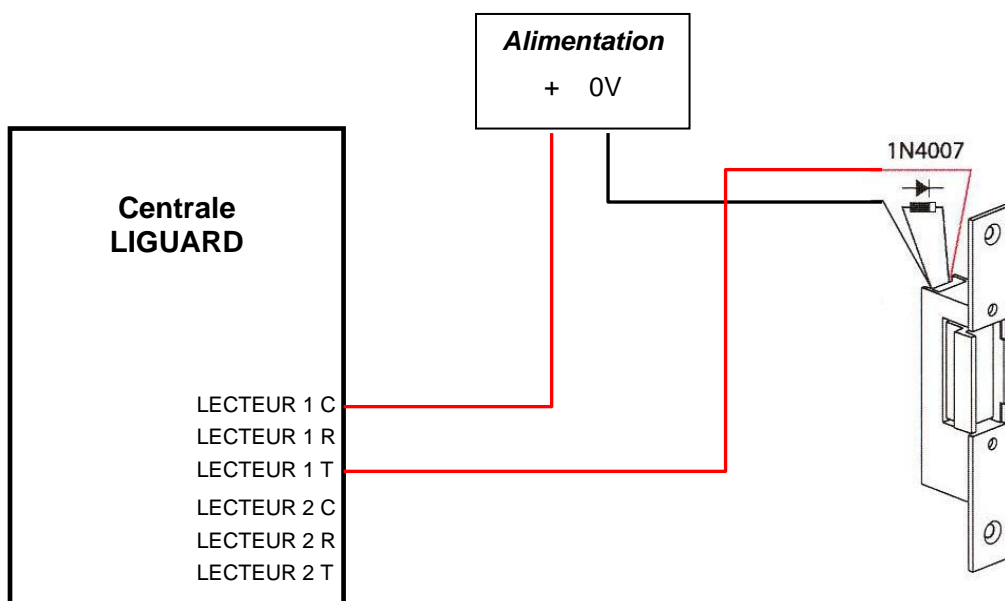 Alimentation
+ 0V
1N4007
Centrale
LIGUARD
LECTEUR 1 C
LECTEUR 1 R
LECTEUR 1 T
LECTEUR 2 C
LECTEUR 2 R
LECTEUR 2 T